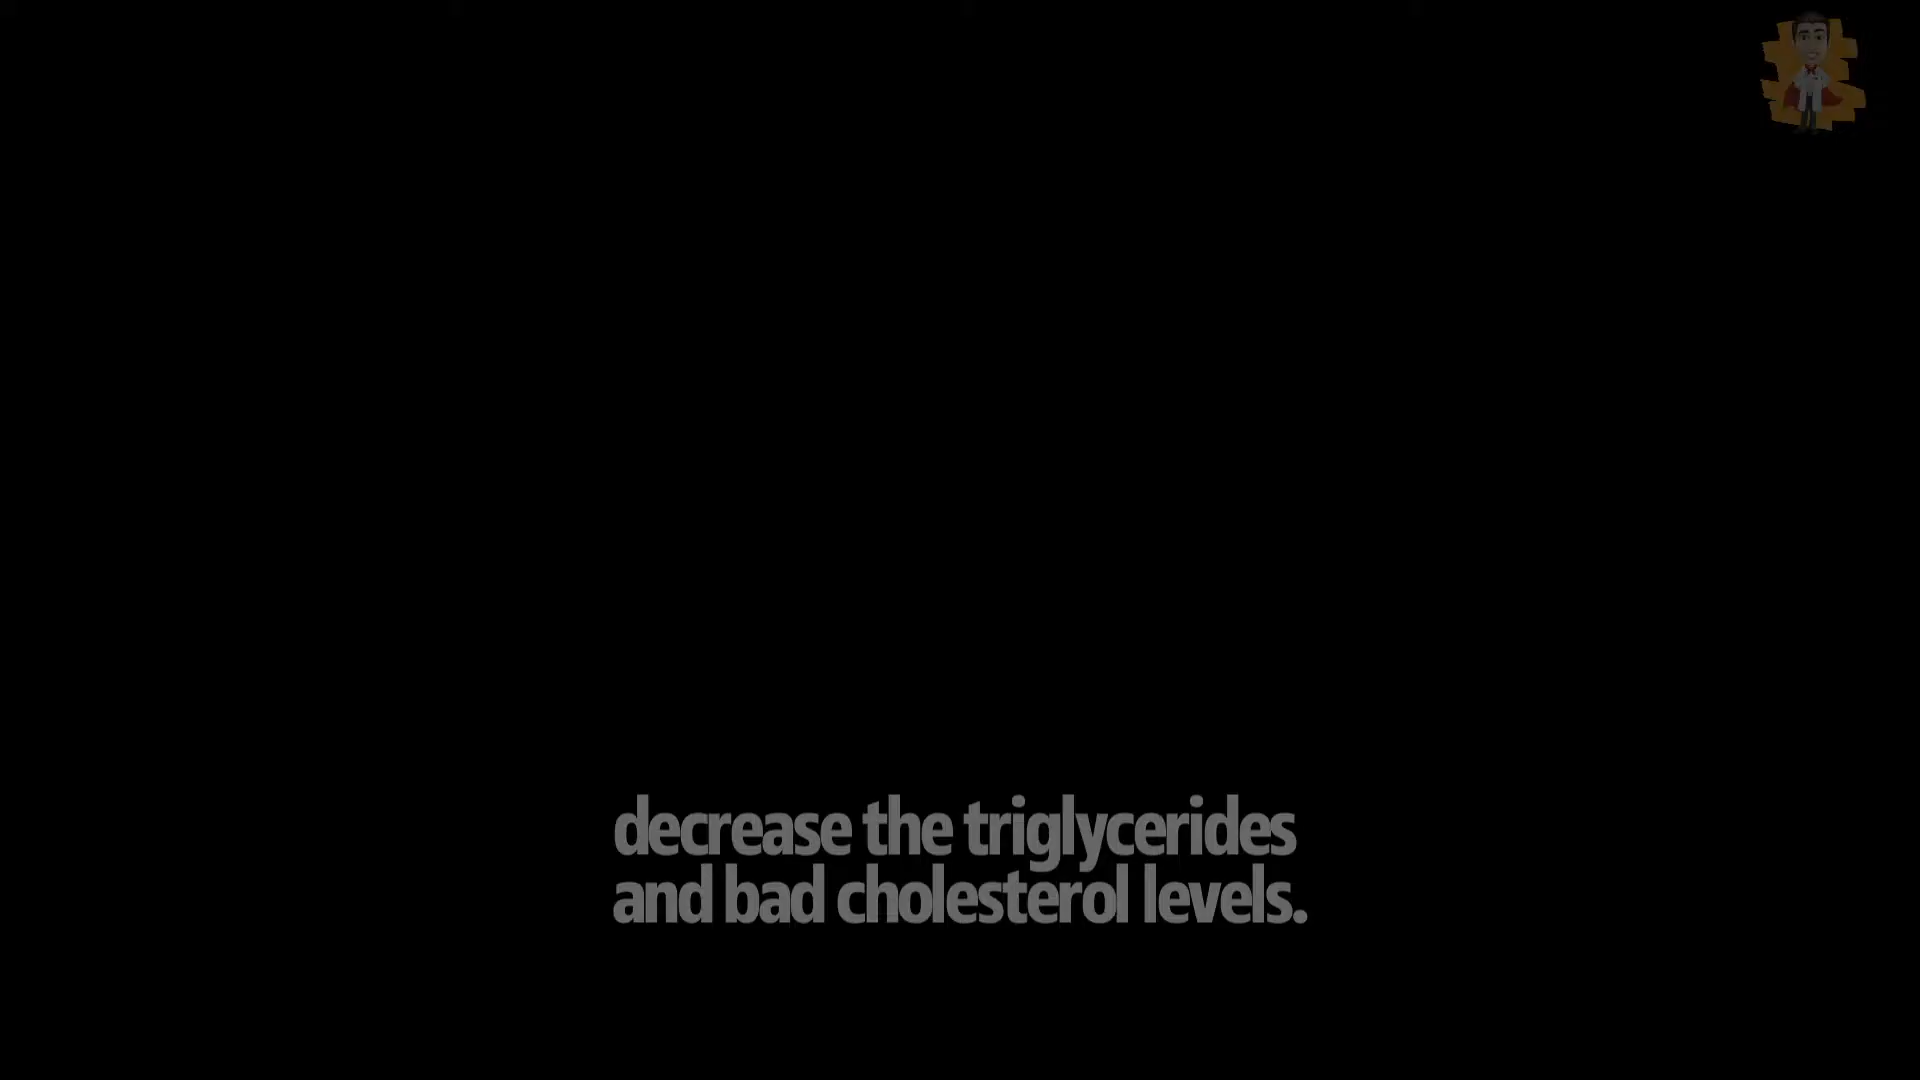 decrease the triglycerides
and bad cholesterol levels.